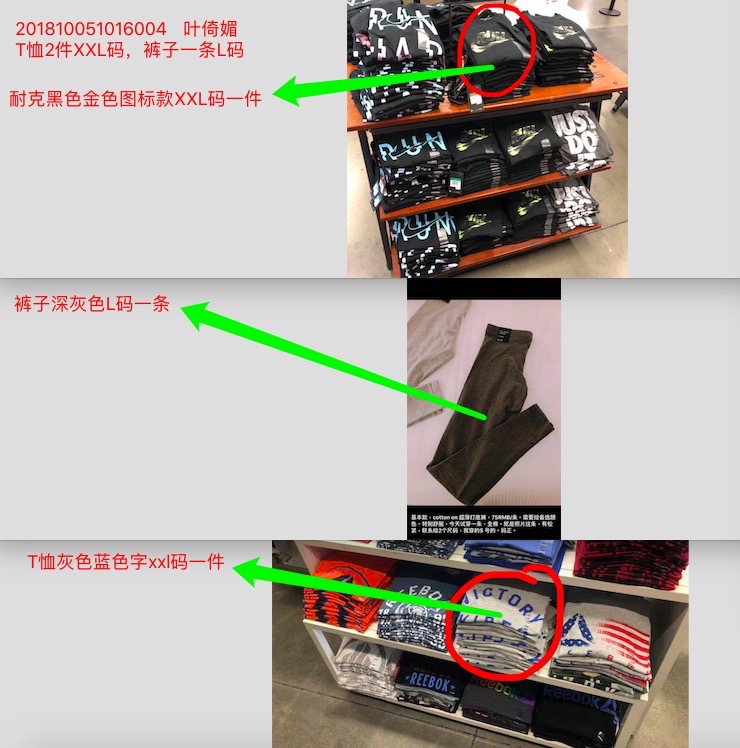 201810051016004 叶倚媚
T恤2件XXL码，裤子一条L码
耐克黑色金色图标款XXL码一件
RUN
RUN
JUST
DO
RUN
JUST
裤子深灰色L码一条
基本款，cotton on 超薄打底裤，75RMB/条，需要给备选颜
色，特别舒服，今天试穿一条，全棉，就是照片这条，有松
紧，联系结2个尺码，我穿的S 号的，码正。
T恤灰色蓝色字xxl码一件
VICTORY
REEBOK
Reebok
Reebok